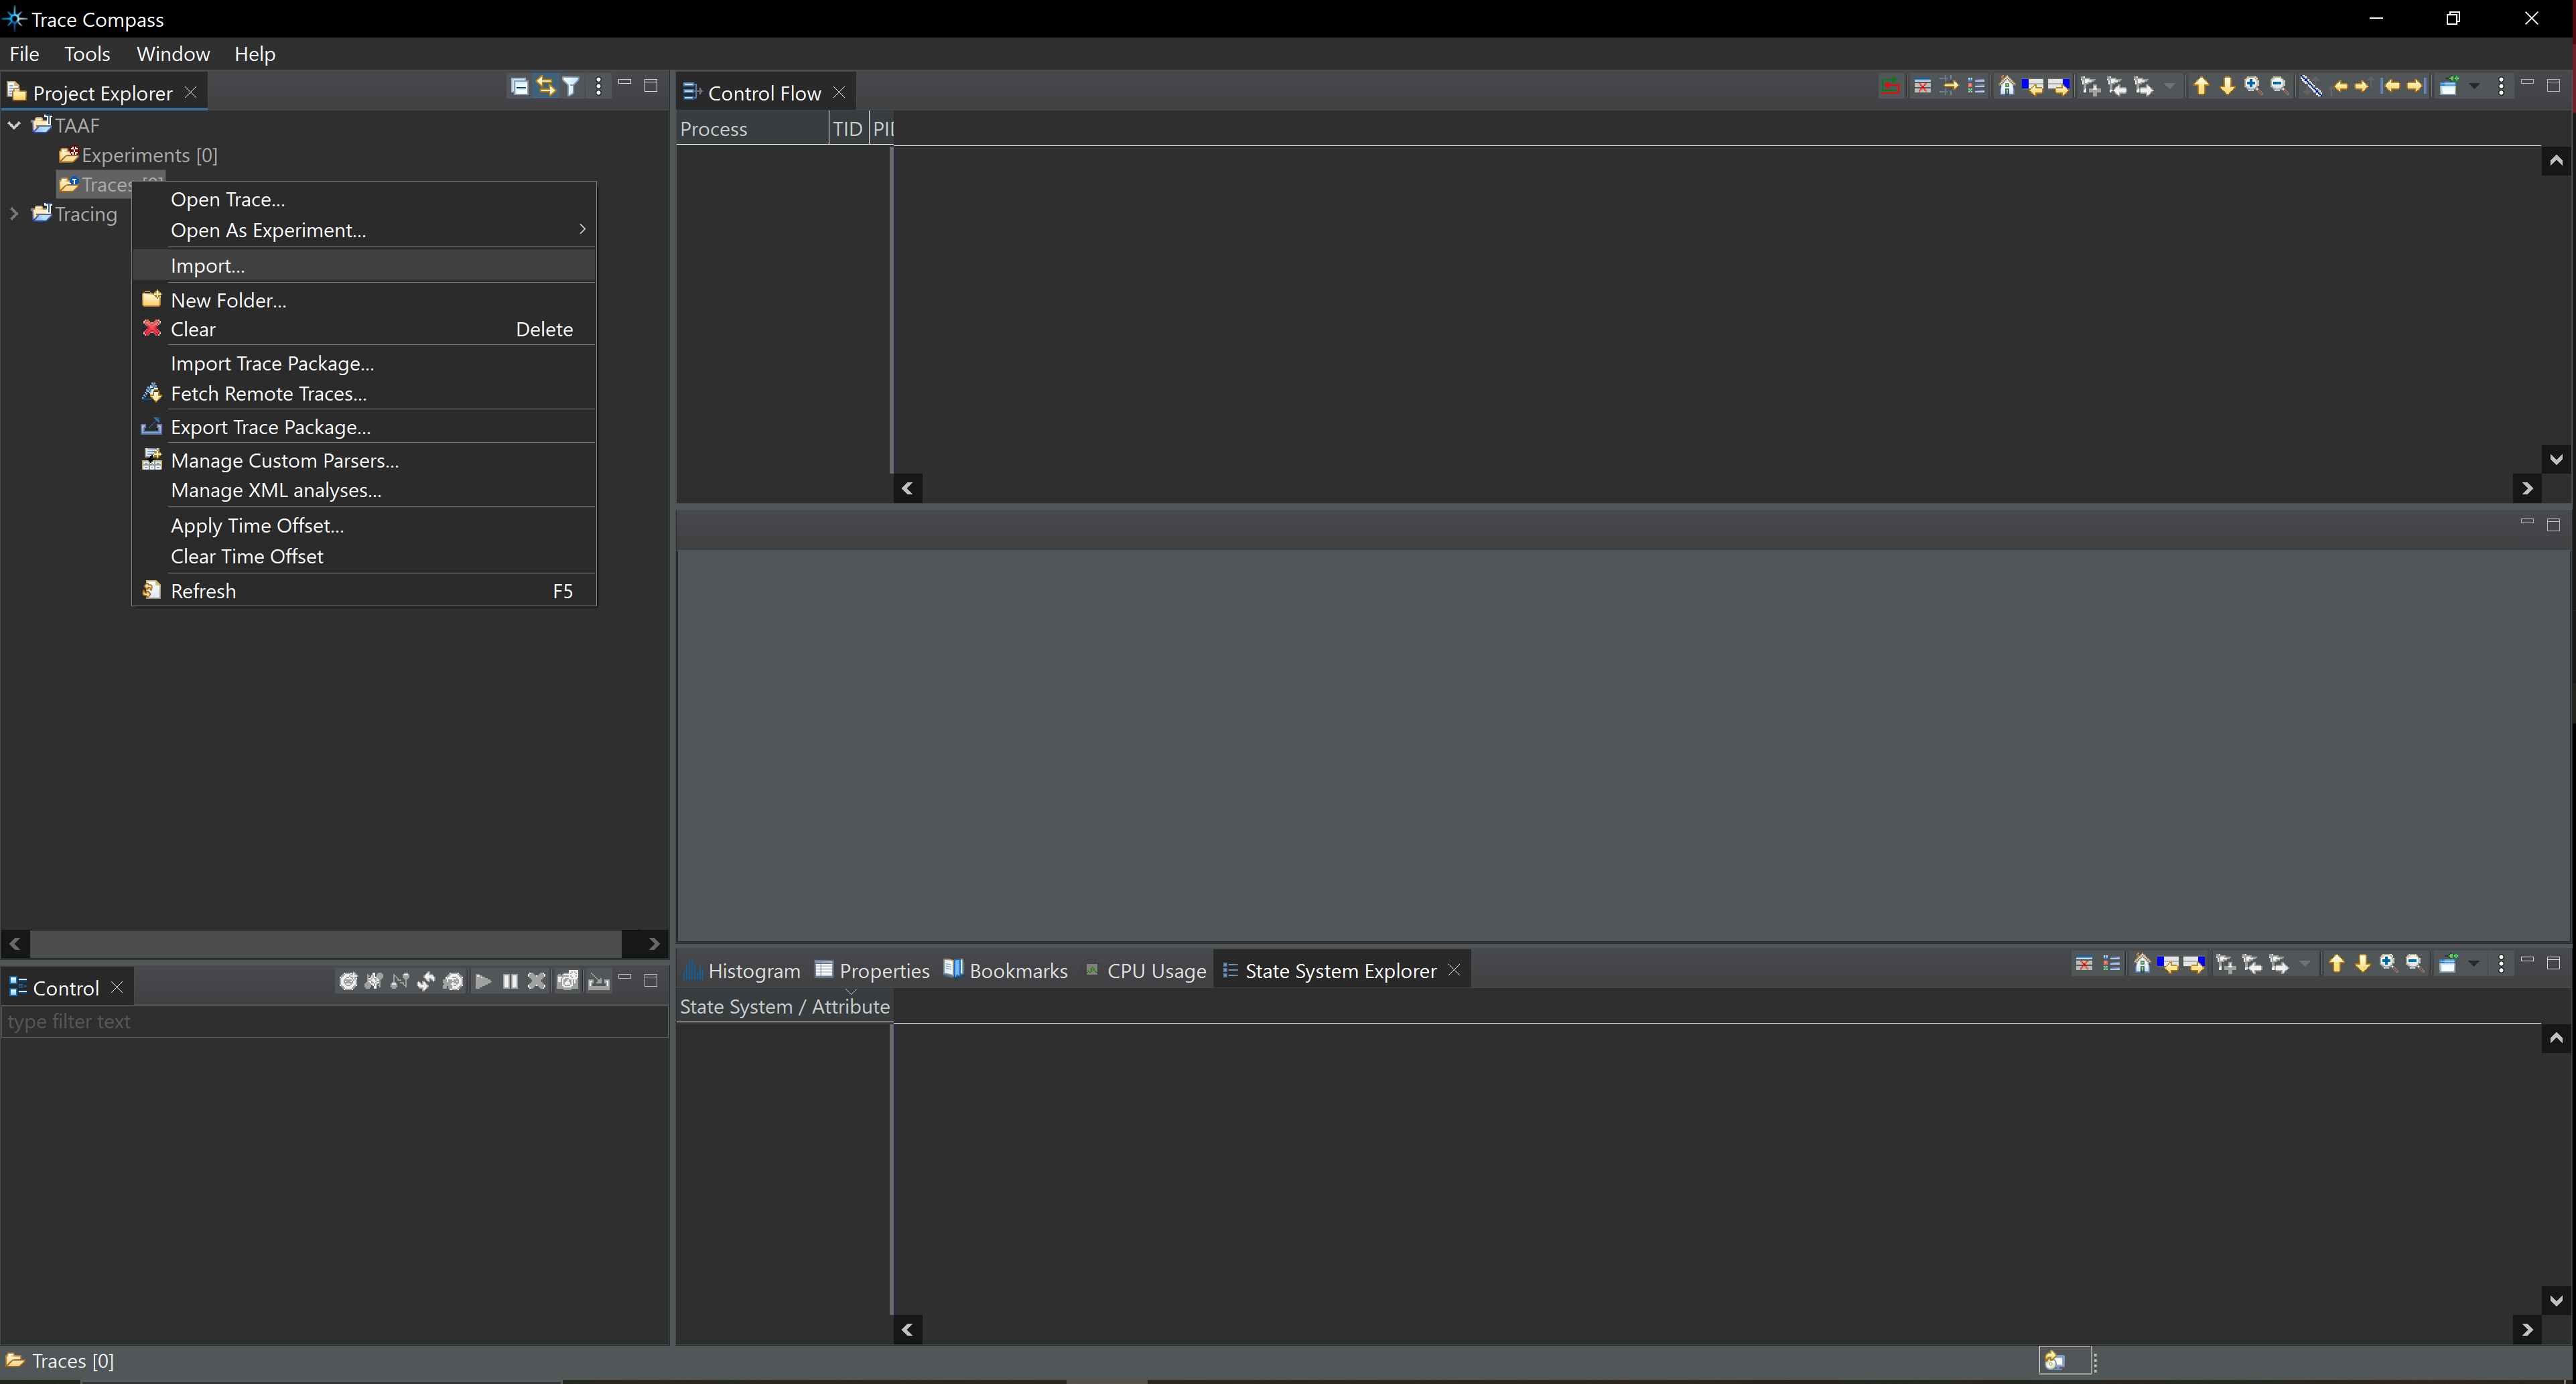 Trace Compass
File Tools Window Help
Project Explorer
TAAF
Experiments [0]
Traces
Tracing
Open Trace...
Open As Experiment...
Import...
New Folder...
Clear Delete
Import Trace Package...
Fetch Remote Traces...
Export Trace Package...
Manage Custom Parsers...
Manage XML analyses...
Apply Time Offset...
Clear Time Offset
Refresh F5
Control Flow
Process TID
Control
type filter text
Histogram Properties Bookmarks CPU Usage State System Explorer
State System / Attribute
Traces [0]